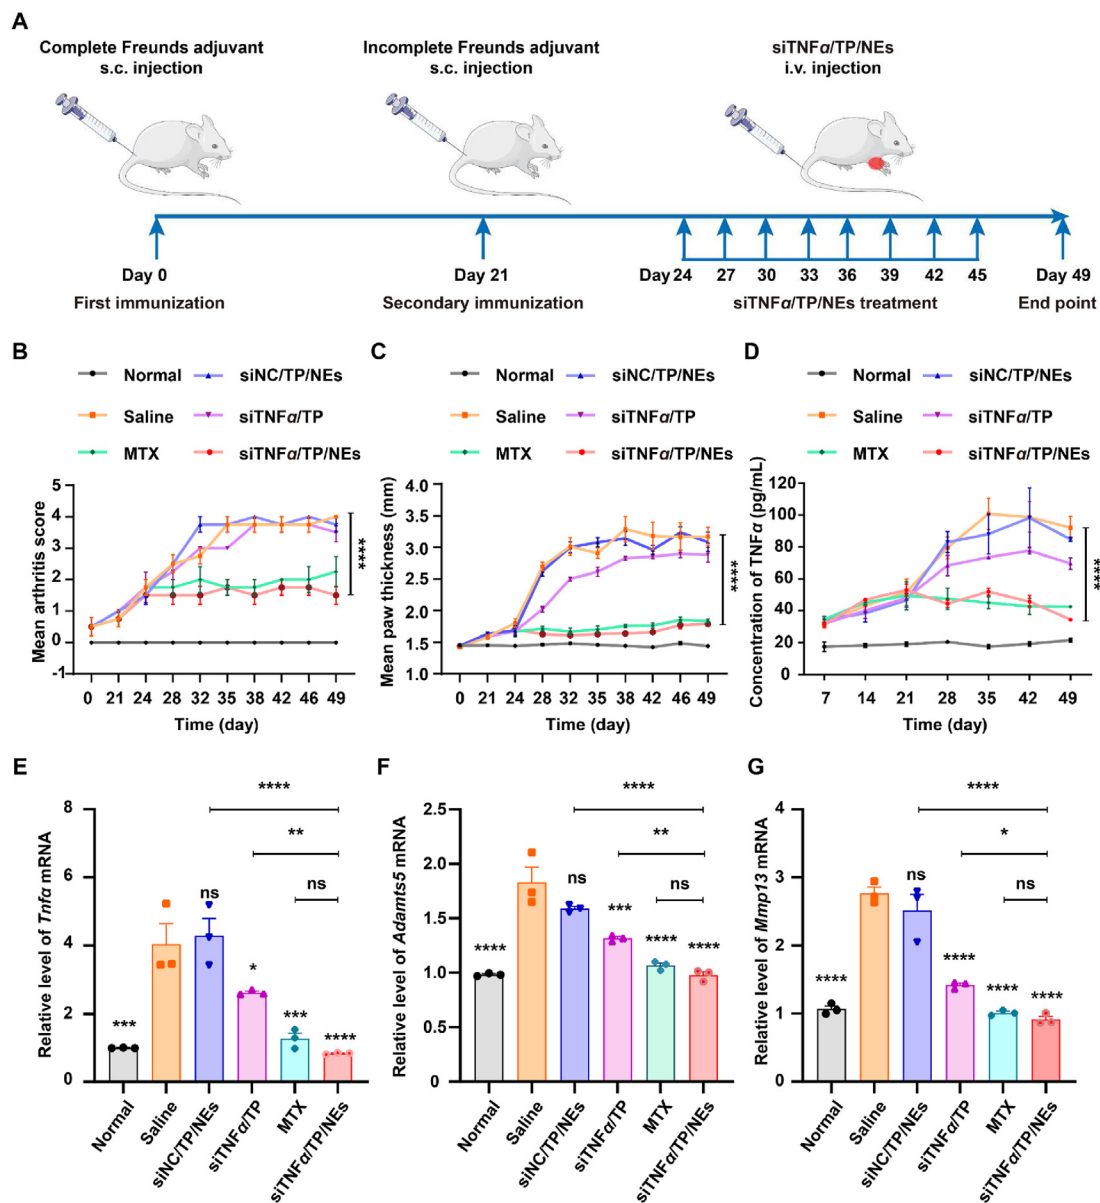 A
Complete Freunds adjuvant
s.c. injection
Incomplete Freunds adjuvant
s.c. injection
siTNFα/TP/NEs
i.v. injection
Day 0
Day 21
Day 24 27 30 33 36 39 42 45
Day 49
First immunization
Secondary immunization
siTNFα/TP/NEs treatment
End point
B
Normal
siNC/TP/NEs
Saline
siTNFα/TP
MTX
siTNFα/TP/NEs
Mean arthritis score
5
4
3
2
1
0
-1
****
0 21 24 28 32 35 38 42 46 49
Time (day)
C
Normal
siNC/TP/NEs
Saline
siTNFα/TP
MTX
siTNFα/TP/NEs
Mean paw thickness (mm)
4.0
3.5
3.0
2.5
2.0
1.5
1.0
****
0 21 24 28 32 35 38 42 46 49
Time (day)
D
Normal
siNC/TP/NEs
Saline
siTNFα/TP
MTX
siTNFα/TP/NEs
Concentration of TNFα (pg/mL)
120
100
80
60
40
20
0
****
7 14 21 28 35 42 49
Time (day)
E
Relative level of Tnfα mRNA
8
6
4
2
0
****
**
ns
*** ns * *** ****
Normal
Saline
siNC/TP/NEs
siTNFα/TP
MTX
siTNFα/TP/NEs
F
Relative level of Adamts5 mRNA
2.5
2.0
1.5
1.0
0.5
0
****
**
ns
**** ns *** **** ****
Normal
Saline
siNC/TP/NEs
siTNFα/TP
MTX
siTNFα/TP/NEs
G
Relative level of Mmp13 mRNA
4
3
2
1
0
****
*
ns
**** ns **** **** ****
Normal
Saline
siNC/TP/NEs
siTNFα/TP
MTX
siTNFα/TP/NEs